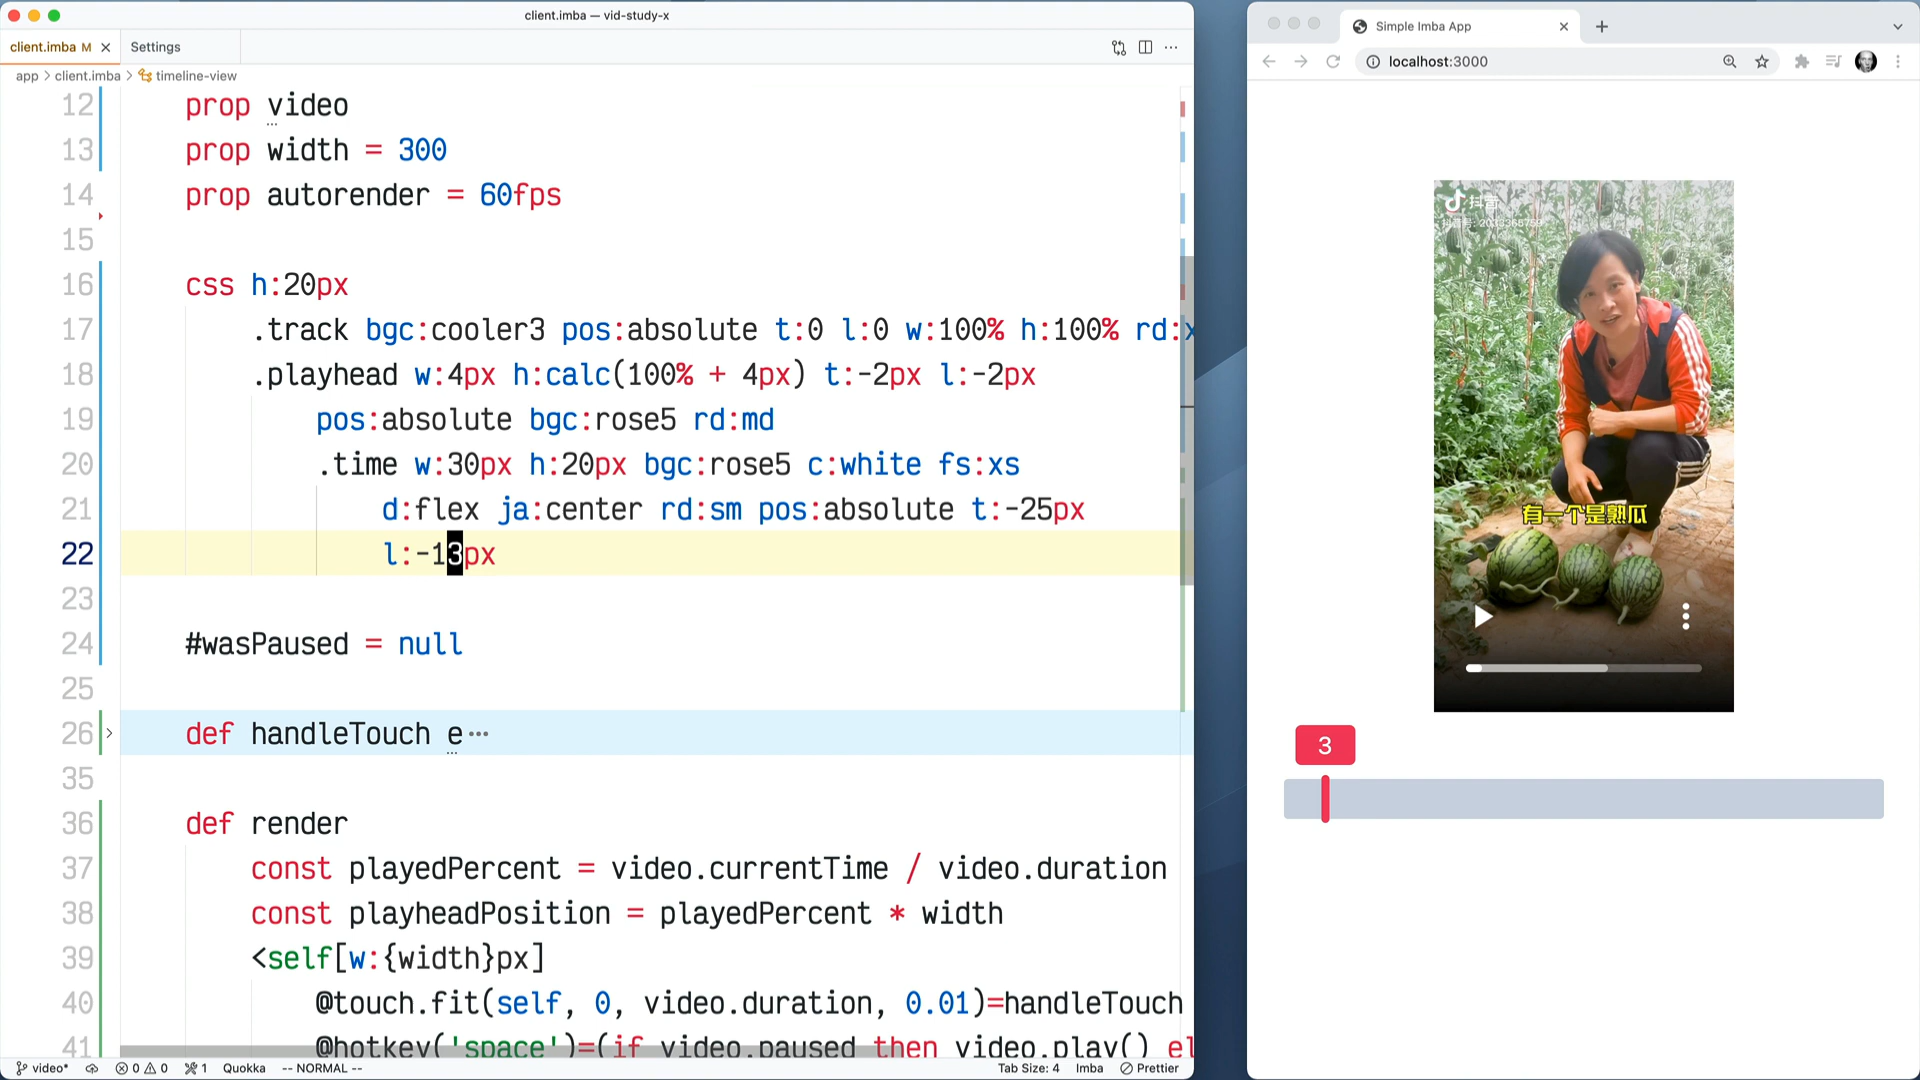 client.imba — vid-study-x
client.imba M
Settings
app > client.imba > timeline-view
12 prop video
13 prop width = 300
14 prop autorender = 60fps
15
16 css h:20px
17 .track bgc:cooler3 pos:absolute t:0 l:0 w:100% h:100% rd:x
18 .playhead w:4px h:calc(100% + 4px) t:-2px l:-2px
19 pos:absolute bgc:rose5 rd:md
20 .time w:30px h:20px bgc:rose5 c:white fs:xs
21 d:flex ja:center rd:sm pos:absolute t:-25px
22 l:-13px
23
24 #wasPaused = null
25
26 def handleTouch e···
35
36 def render
37 const playedPercent = video.currentTime / video.duration
38 const playheadPosition = playedPercent * width
39 <self[w:{width}px]
40 @touch.fit(self, 0, video.duration, 0.01)=handleTouch
41 @hotkey('space')=(if video.paused then video.play() el
video*
0 0
1
Quokka
-- NORMAL --
Tab Size: 4
Imba
Prettier
Simple Imba App
localhost:3000
抖音
有一个是熟瓜
3